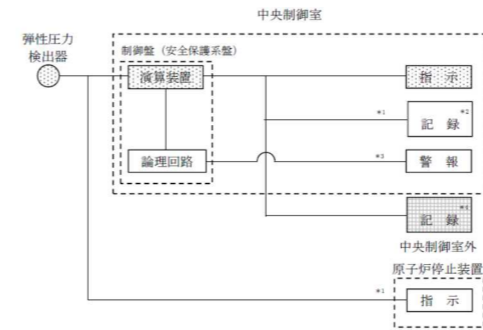 中央制御室
弾性圧力
検出器
制御盤（安全保護系盤）
演算装置
指示
*1
記録
*2
論理回路
*3
警報
記録
中央制御室外
原子炉停止装置
*1
指示